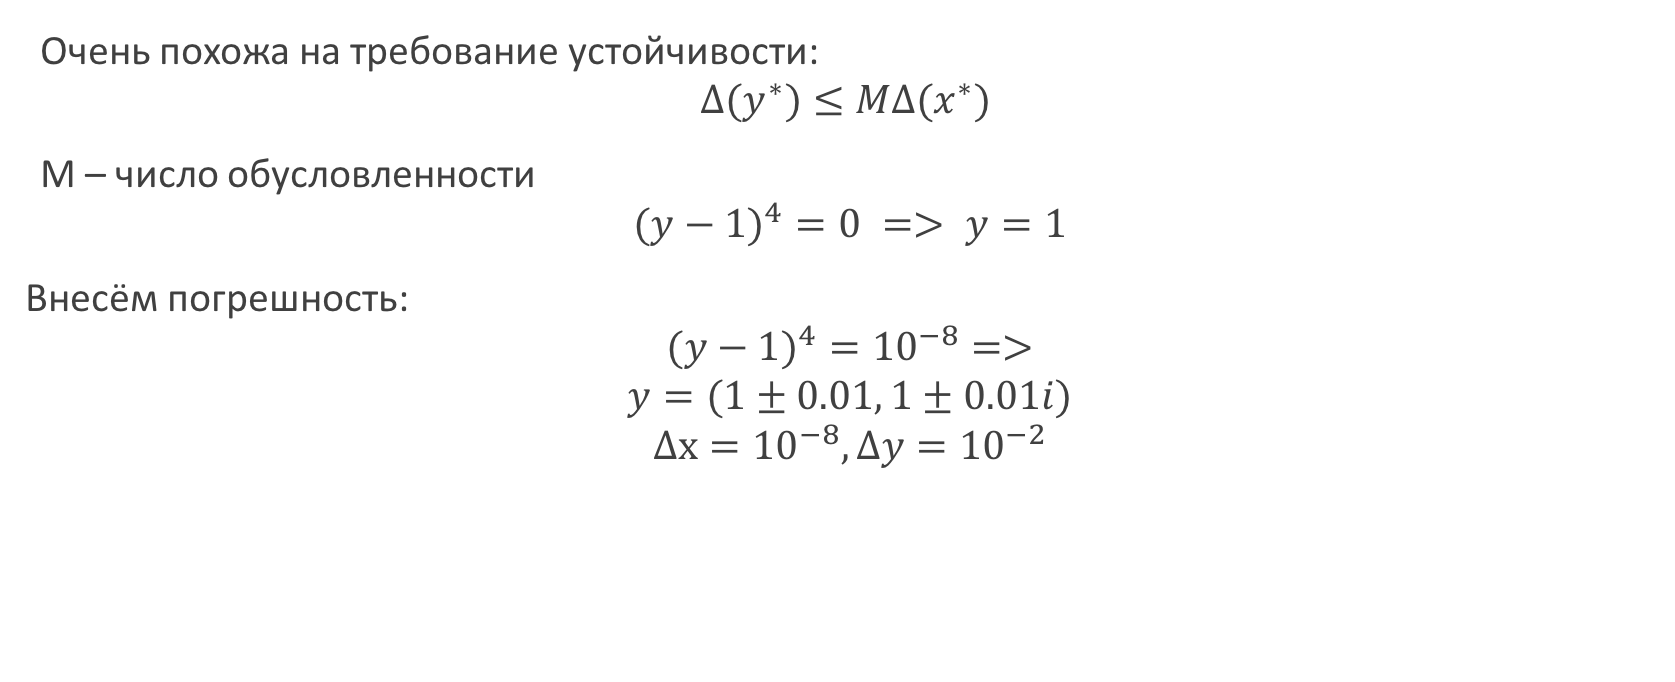 Очень похожа на требование устойчивости:
Δ(y*) ≤ MΔ(x*)
М – число обусловленности
(y − 1)⁴ = 0 => y = 1
Внесём погрешность:
(y − 1)⁴ = 10⁻⁸ =>
y = (1 ± 0.01, 1 ± 0.01i)
Δx = 10⁻⁸, Δy = 10⁻²